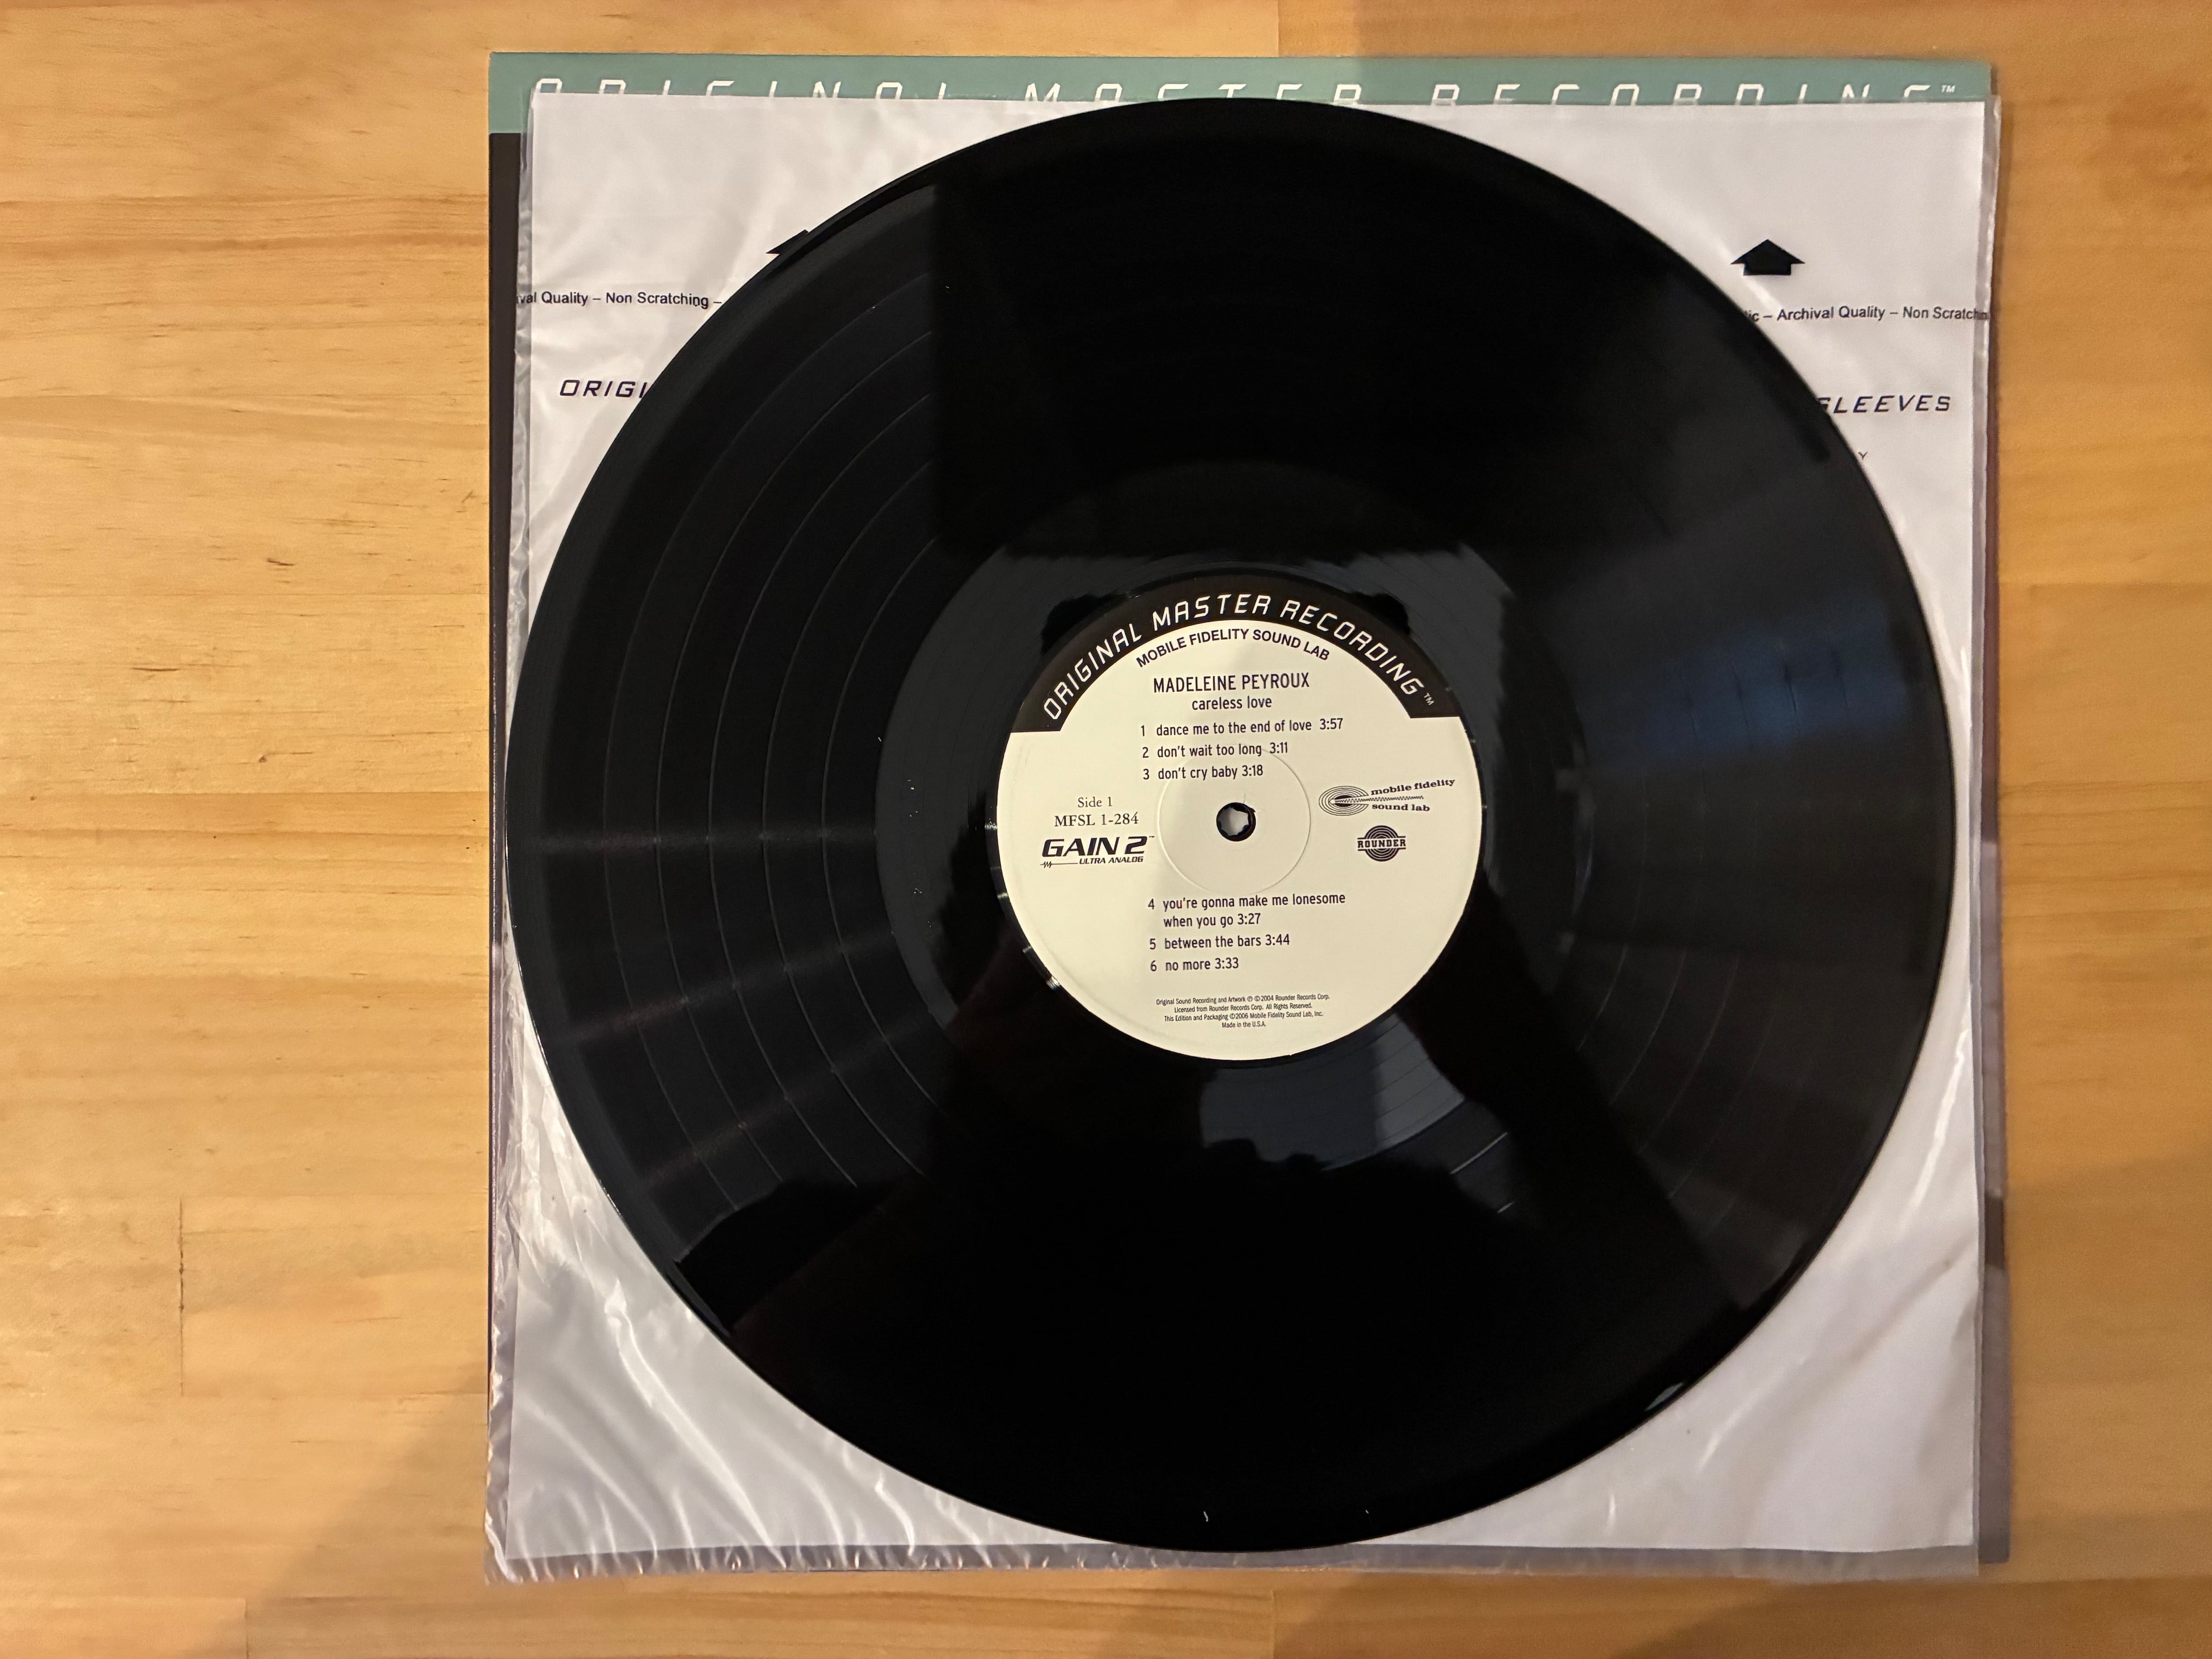 ORIGINAL MASTER RECORDING™
Quality – Non Scratching –
– Archival Quality – Non
SLEEVES
ORIGINAL MASTER RECORDING™
MOBILE FIDELITY SOUND LAB
MADELEINE PEYROUX
careless love
1 dance me to the end of love 3:57
2 don't wait too long 3:11
3 don't cry baby 3:18
Side 1
MFSL 1-284
GAIN 2™
ULTRA ANALOG
mobile fidelity
sound lab
ROUNDER
4 you're gonna make me lonesome
when you go 3:27
5 between the bars 3:44
6 no more 3:33
Original Sound Recording and Artwork ℗ ©2004 Rounder Records Corp.
Licensed from Rounder Records Corp. All Rights Reserved.
This Edition and Packaging ©2006 Mobile Fidelity Sound Lab, Inc.
Made in the U.S.A.